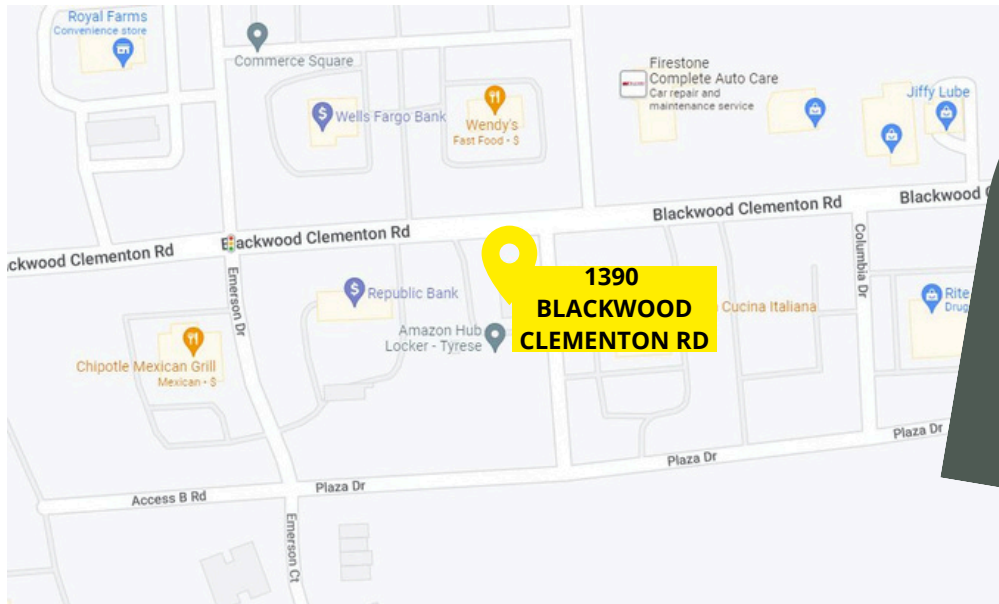 Royal Farms
Convenience store
Commerce Square
Wells Fargo Bank
Wendy's
Fast Food · $
Firestone
Complete Auto Care
Car repair and
maintenance service
Jiffy Lube
ckwood Clementon Rd
Blackwood Clementon Rd
Blackwood Clementon Rd
Blackwood
Emerson Dr
Columbia Dr
Republic Bank
Amazon Hub
Locker - Tyrese
1390
BLACKWOOD
CLEMENTON RD
Cucina Italiana
Rite
Drug
Chipotle Mexican Grill
Mexican · $
Plaza Dr
Plaza Dr
Plaza Dr
Access B Rd
Emerson Ct